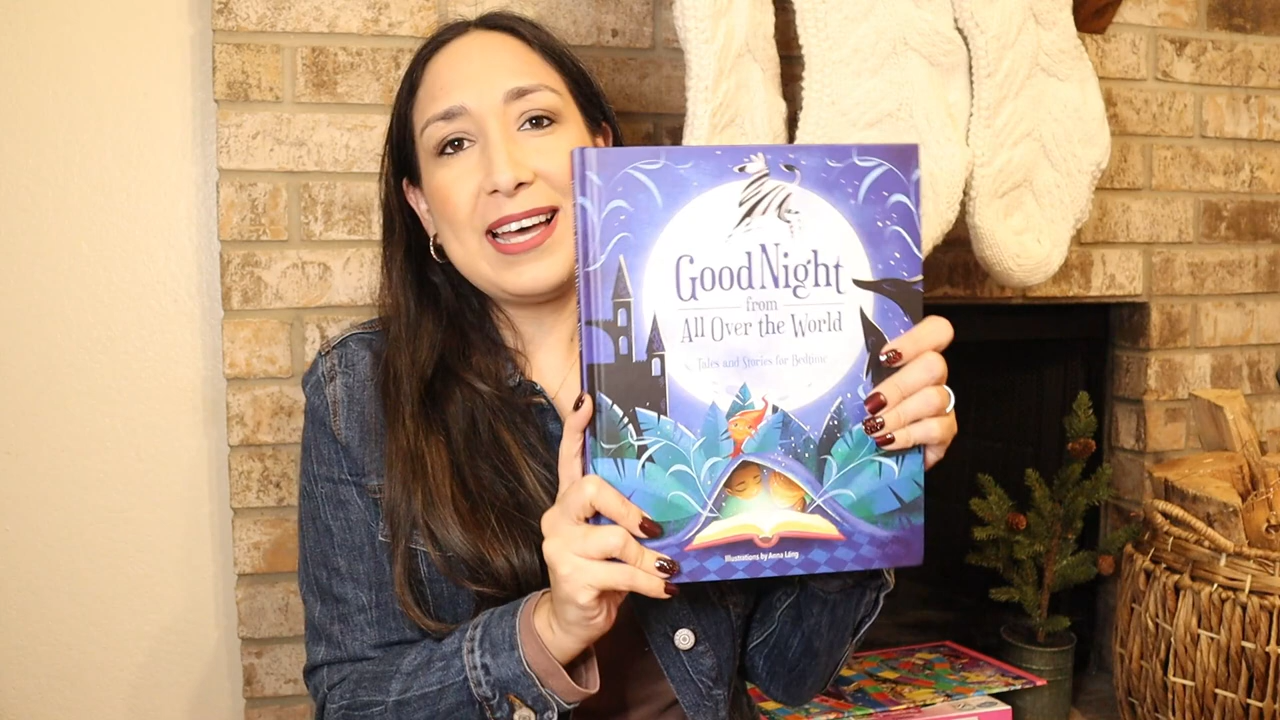 Good Night
from
All Over the World
Tales and Stories for Bedtime
Illustrations by Anna Láng